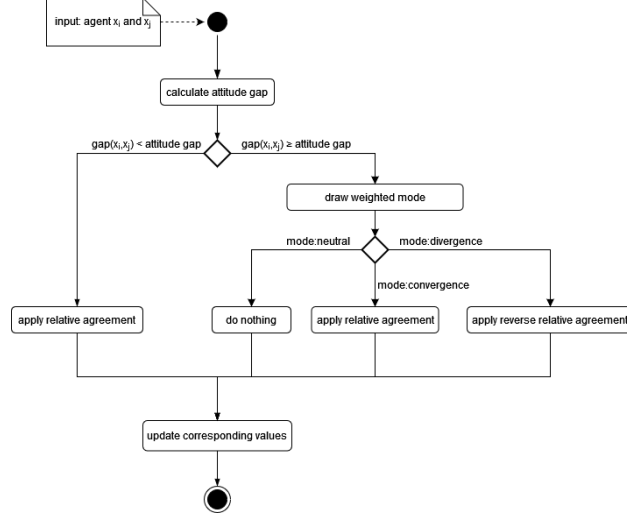 input: agent xᵢ and xⱼ
calculate attitude gap
gap(xᵢ,xⱼ) < attitude gap
gap(xᵢ,xⱼ) ≥ attitude gap
draw weighted mode
mode:neutral
mode:divergence
mode:convergence
apply relative agreement
do nothing
apply relative agreement
apply reverse relative agreement
update corresponding values